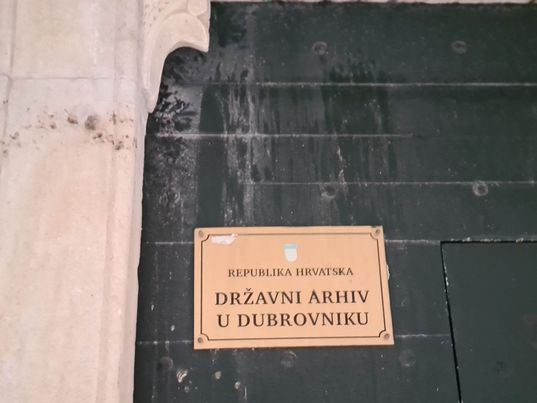 REPUBLIKA HRVATSKA
DRŽAVNI ARHIV
U DUBROVNIKU